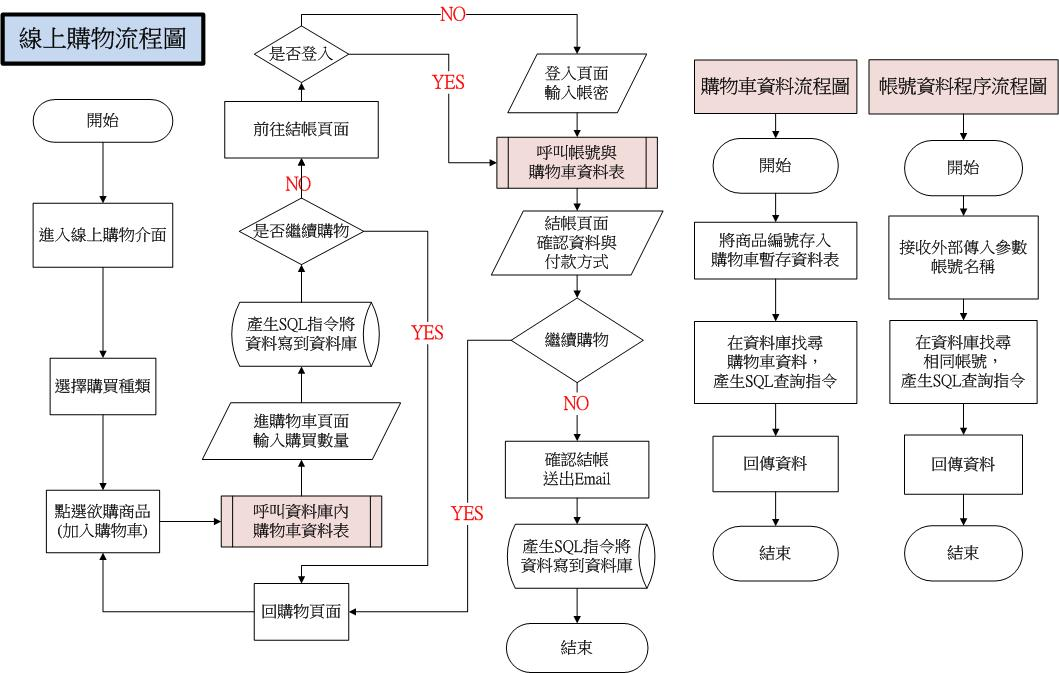 線上購物流程圖
開始
進入線上購物介面
選擇購買種類
點選欲購商品
(加入購物車)
呼叫資料庫內
購物車資料表
進購物車頁面
輸入購買數量
產生SQL指令將
資料寫到資料庫
是否繼續購物
NO
YES
前往結帳頁面
是否登入
NO
YES
回購物頁面
登入頁面
輸入帳密
呼叫帳號與
購物車資料表
結帳頁面
確認資料與
付款方式
繼續購物
NO
YES
確認結帳
送出Email
產生SQL指令將
資料寫到資料庫
結束
購物車資料流程圖
開始
將商品編號存入
購物車暫存資料表
在資料庫找尋
購物車資料，
產生SQL查詢指令
回傳資料
結束
帳號資料程序流程圖
開始
接收外部傳入參數
帳號名稱
在資料庫找尋
相同帳號，
產生SQL查詢指令
回傳資料
結束